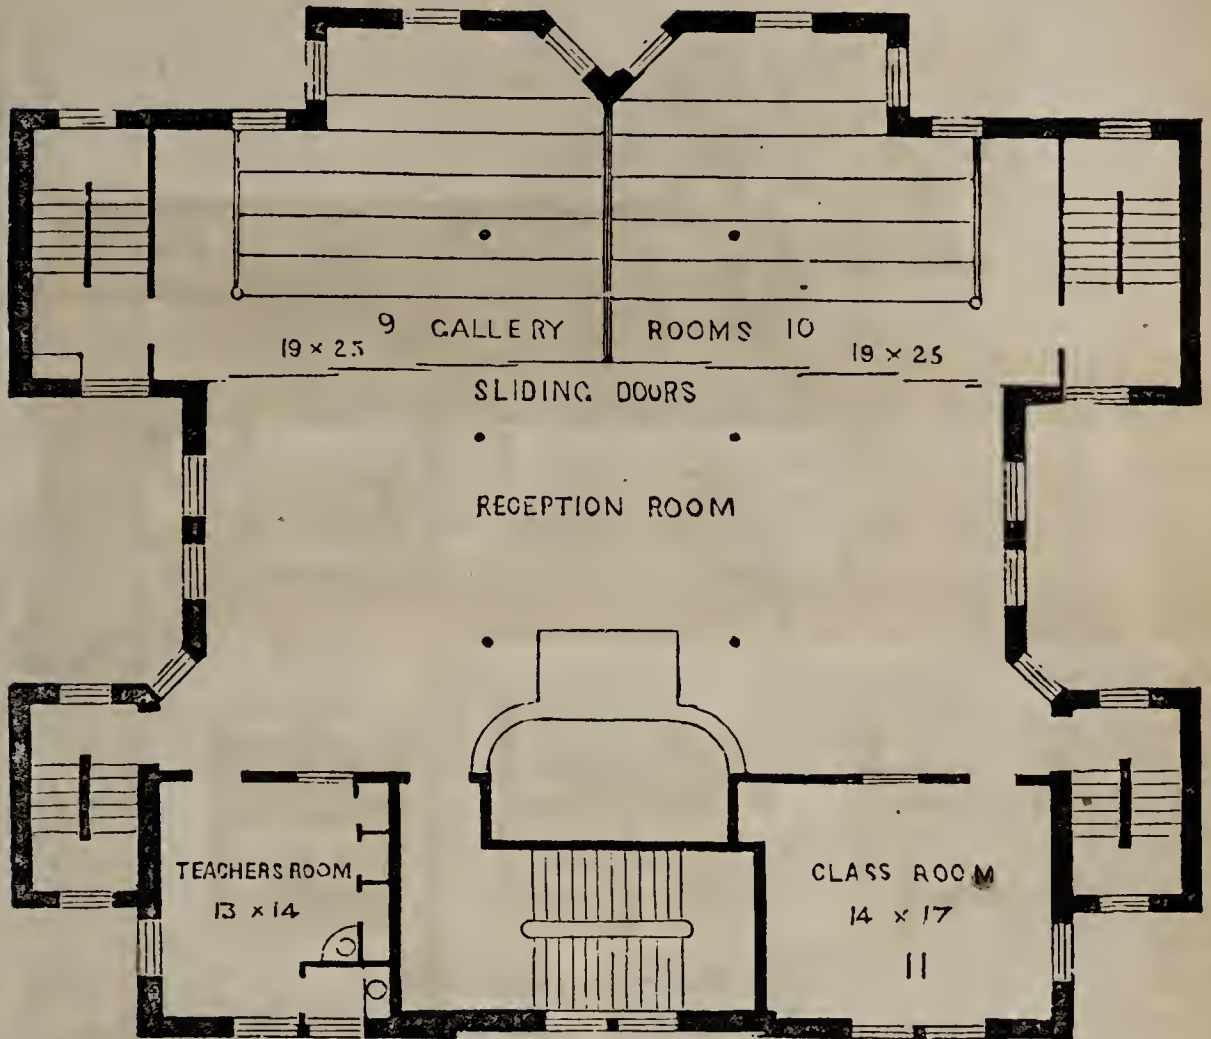 9 GALLERY ROOMS 10
19 × 25 19 × 25
SLIDING DOORS
RECEPTION ROOM
TEACHERS ROOM
13 × 14
CLASS ROOM
14 × 17
11